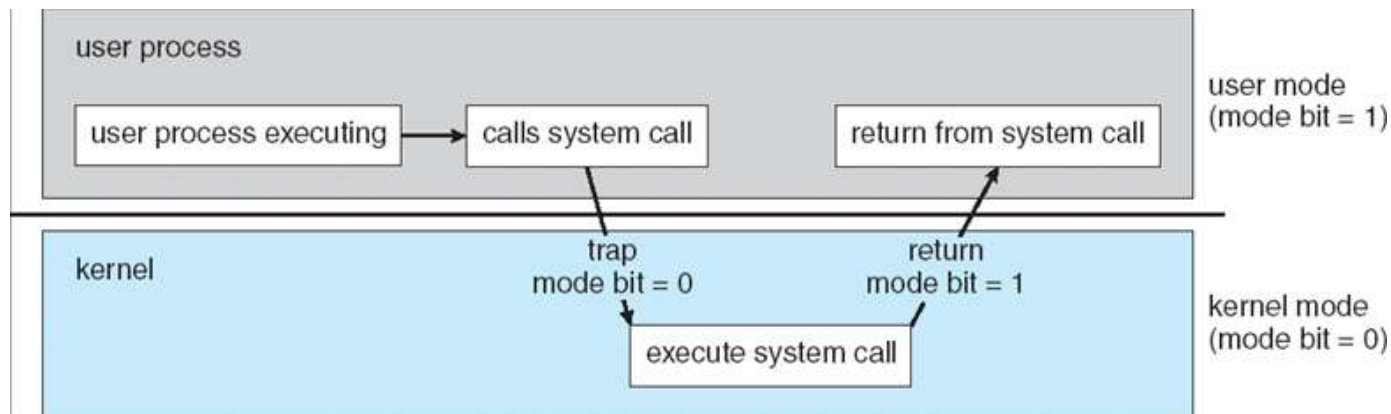 user process
user process executing
calls system call
return from system call
user mode
(mode bit = 1)
trap
mode bit = 0
return
mode bit = 1
kernel
execute system call
kernel mode
(mode bit = 0)